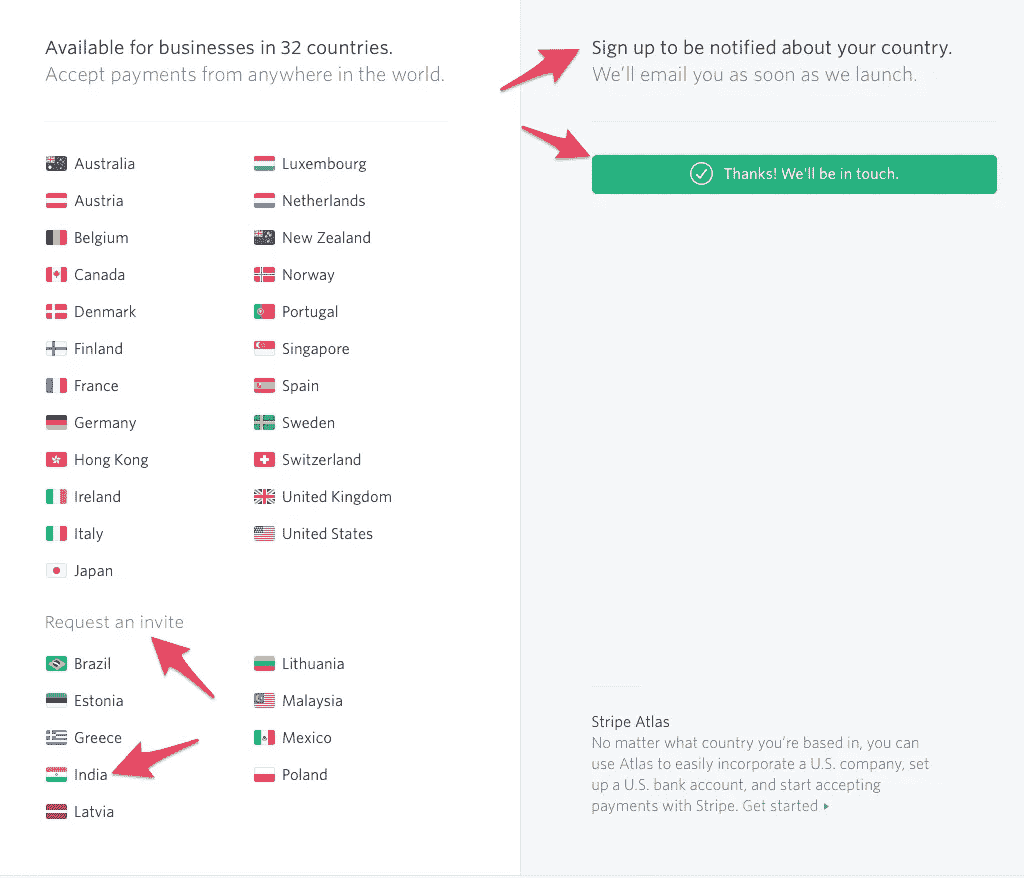 Available for businesses in 32 countries.
Accept payments from anywhere in the world.
Australia
Austria
Belgium
Canada
Denmark
Finland
France
Germany
Hong Kong
Ireland
Italy
Japan
Luxembourg
Netherlands
New Zealand
Norway
Portugal
Singapore
Spain
Sweden
Switzerland
United Kingdom
United States
Request an invite
Brazil
Estonia
Greece
India
Latvia
Lithuania
Malaysia
Mexico
Poland
Sign up to be notified about your country.
We'll email you as soon as we launch.
Thanks! We'll be in touch.
Stripe Atlas
No matter what country you're based in, you can
use Atlas to easily incorporate a U.S. company, set
up a U.S. bank account, and start accepting
payments with Stripe. Get started ▸